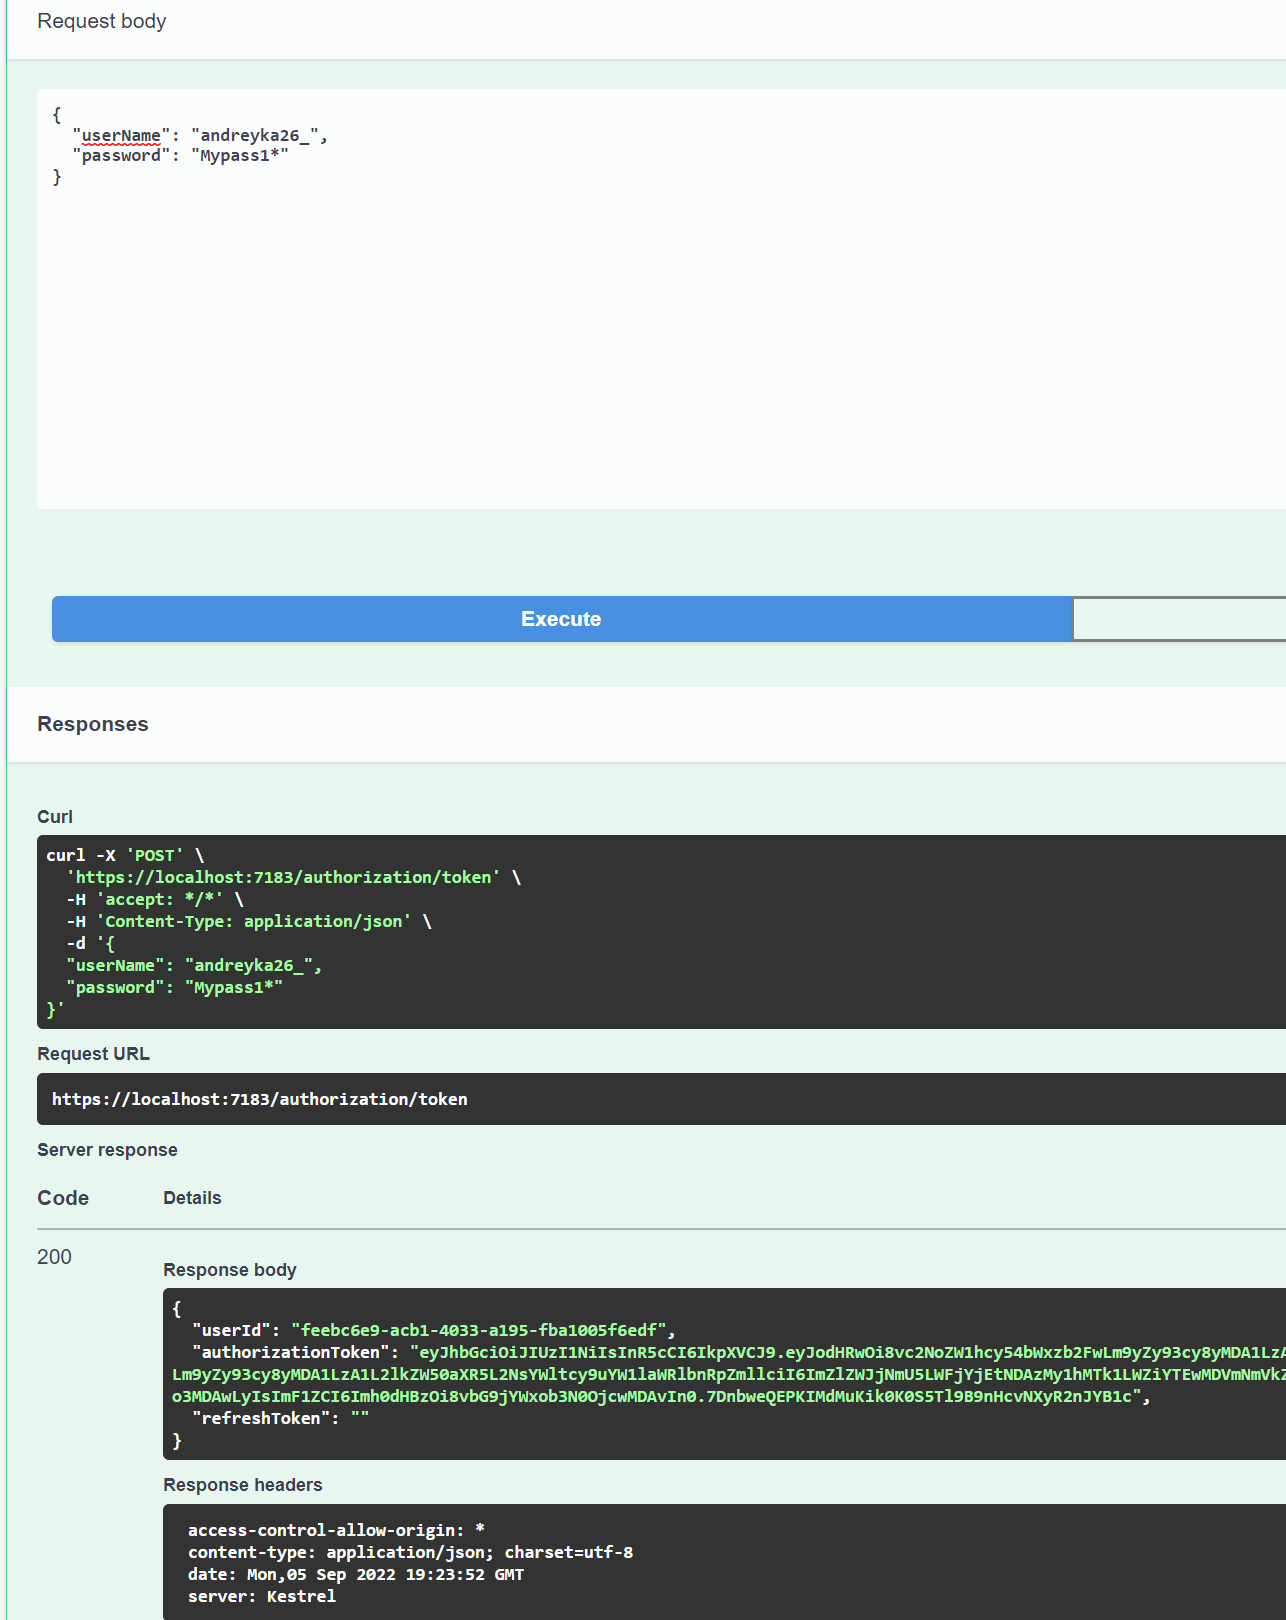 Request body
{
"userName": "andreyka26_",
"password": "Mypass1*"
}
Execute
Responses
Curl
curl -X 'POST' \
'https://localhost:7183/authorization/token' \
-H 'accept: */*' \
-H 'Content-Type: application/json' \
-d '{
"userName": "andreyka26_",
"password": "Mypass1*"
}'
Request URL
https://localhost:7183/authorization/token
Server response
Code Details
200
Response body
{
"userId": "feebc6e9-acb1-4033-a195-fba1005f6edf",
"authorizationToken": "eyJhbGciOiJIUzI1NiIsInR5cCI6IkpXVCJ9.eyJodHRwOi8vc2NoZW1hcy54bWxzb2FwLm9yZy93cy8yMDA1LzA
Lm9yZy93cy8yMDA1LzA1L2lkZW50aXR5L2NsYWltcy9uYW1laWRlbnRpZmllciI6ImZlZWJjNmU5LWFjYjEtNDAzMy1hMTk1LWZiYTEwMDVmNmVkZ
o3MDAwLyIsImF1ZCI6Imh0dHBzOi8vbG9jYWxob3N0OjcwMDAvIn0.7DnbweQEPKIMdMuKik0K0S5Tl9B9nHcvNXyR2nJYB1c",
"refreshToken": ""
}
Response headers
access-control-allow-origin: *
content-type: application/json; charset=utf-8
date: Mon,05 Sep 2022 19:23:52 GMT
server: Kestrel